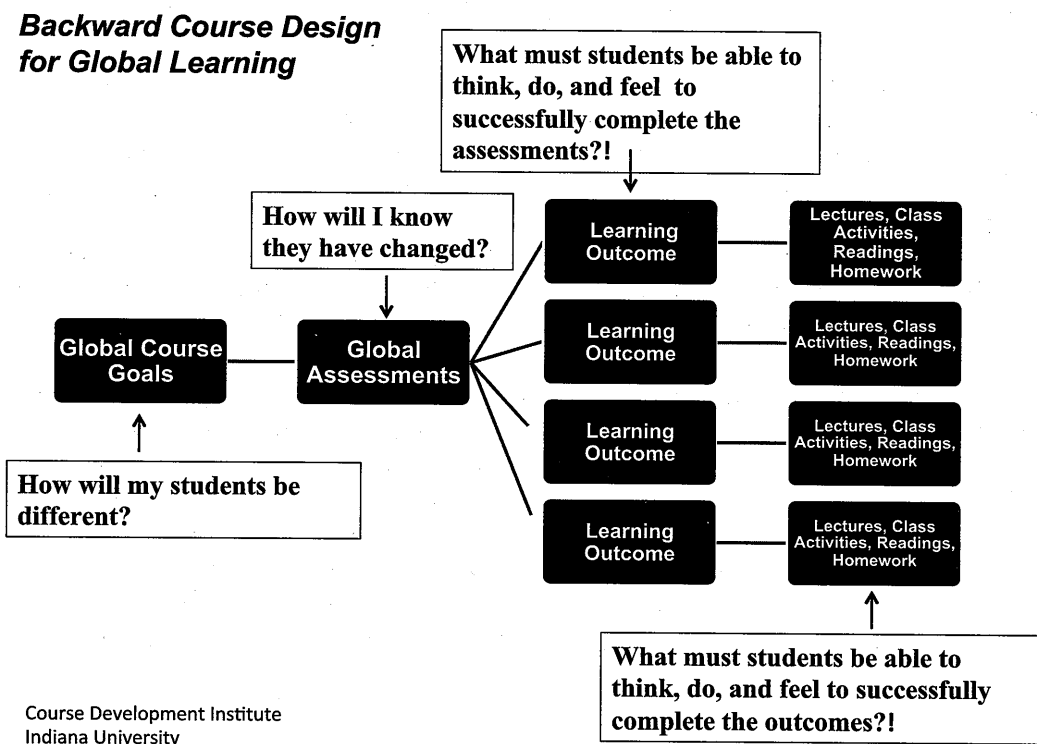 Backward Course Design
for Global Learning
What must students be able to
think, do, and feel to
successfully complete the
assessments?!
How will I know
they have changed?
Learning
Outcome
Lectures, Class
Activities,
Readings,
Homework
Global Course
Goals
Global
Assessments
Learning
Outcome
Lectures, Class
Activities, Readings,
Homework
How will my students be
different?
Learning
Outcome
Lectures, Class
Activities, Readings,
Homework
Learning
Outcome
Lectures, Class
Activities, Readings,
Homework
What must students be able to
think, do, and feel to successfully
complete the outcomes?!
Course Development Institute
Indiana University